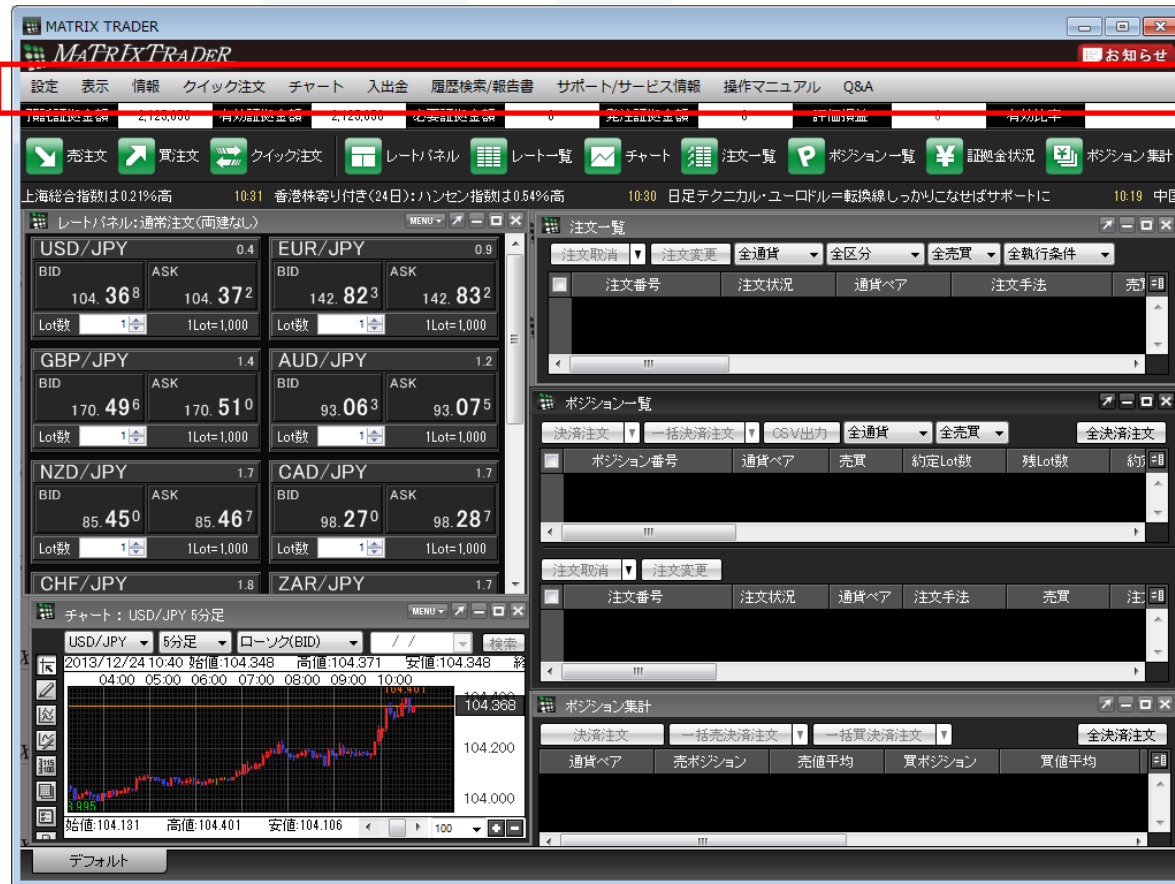 MATRIX TRADER
MATRIXTRADER お知らせ
設定 表示 情報 クイック注文 チャート 入出金 履歴検索/報告書 サポート/サービス情報 操作マニュアル Q&A
売注文 買注文 クイック注文 レートパネル レート一覧 チャート 注文一覧 ポジション一覧 証拠金状況 ポジション集計
上海総合指数は0.21%高 10:31 香港株寄り付き(24日):ハンセン指数は0.54%高 10:30 日足テクニカル・ユーロドル=転換線しっかりこなせばサポートに 10:19 中国
レートパネル:通常注文(両建なし) MENU
USD/JPY 0.4 EUR/JPY 0.9
BID ASK BID ASK
104.368 104.372 142.823 142.832
Lot数 1 1Lot=1,000 Lot数 1 1Lot=1,000
GBP/JPY 1.4 AUD/JPY 1.2
BID ASK BID ASK
170.496 170.510 93.063 93.075
Lot数 1 1Lot=1,000 Lot数 1 1Lot=1,000
NZD/JPY 1.7 CAD/JPY 1.7
BID ASK BID ASK
85.450 85.467 98.270 98.287
Lot数 1 1Lot=1,000 Lot数 1 1Lot=1,000
CHF/JPY 1.8 ZAR/JPY 1.7
チャート : USD/JPY 5分足 MENU
USD/JPY 5分足 ローソク(BID) / / 検索
2013/12/24 10:40 始値:104.348 高値:104.371 安値:104.348 終
04:00 05:00 06:00 07:00 08:00 09:00 10:00
104.401
104.368
104.200
104.000
始値:104.131 高値:104.401 安値:104.106 100
デフォルト
注文一覧
注文取消 注文変更 全通貨 全区分 全売買 全執行条件
注文番号 注文状況 通貨ペア 注文手法 売買
ポジション一覧
決済注文 一括決済注文 CSV出力 全通貨 全売買 全決済注文
ポジション番号 通貨ペア 売買 約定Lot数 残Lot数 約定
注文取消 注文変更
注文番号 注文状況 通貨ペア 注文手法 売買 注
ポジション集計
決済注文 一括売決済注文 一括買決済注文 全決済注文
通貨ペア 売ポジション 売値平均 買ポジション 買値平均